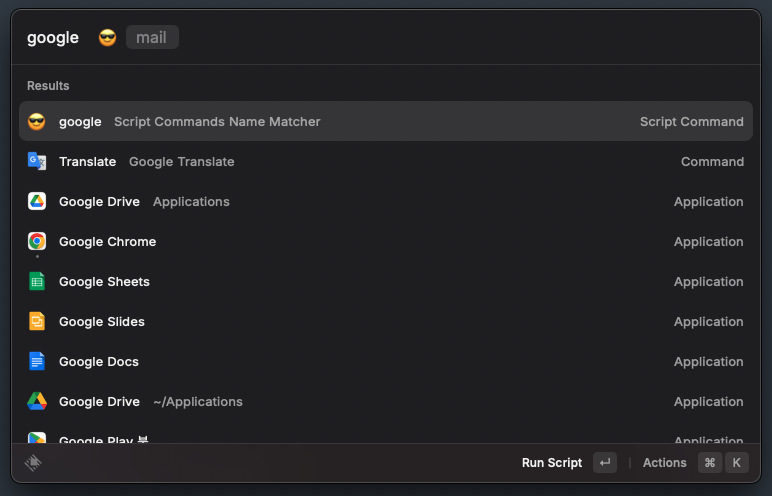 google 😎 mail
Results
google Script Commands Name Matcher Script Command
Translate Google Translate Command
Google Drive Applications Application
Google Chrome Application
Google Sheets Application
Google Slides Application
Google Docs Application
Google Drive ~/Applications Application
Google Play 북 Application
Run Script ↵ | Actions ⌘ K